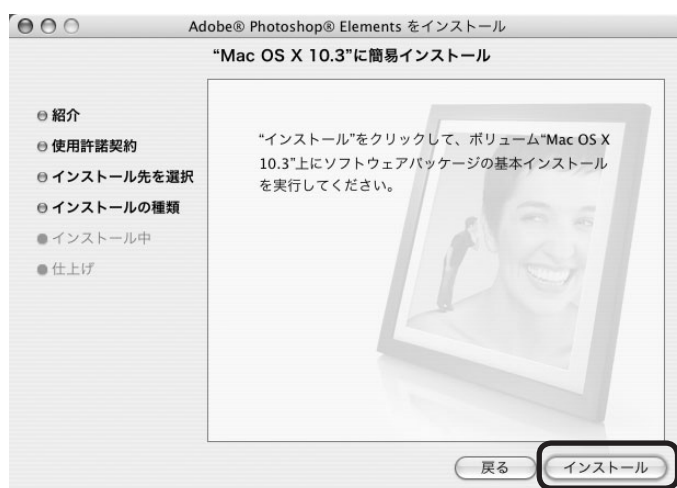 Adobe® Photoshop® Elements をインストール
“Mac OS X 10.3”に簡易インストール
紹介
使用許諾契約
インストール先を選択
インストールの種類
インストール中
仕上げ
“インストール”をクリックして、ボリューム“Mac OS X
10.3”上にソフトウェアパッケージの基本インストール
を実行してください。
戻る
インストール